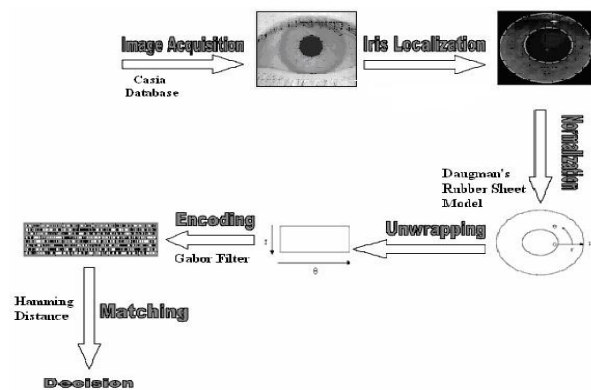 Image Acquisition
Iris Localization
Casia
Database
Normalization
Daugman's
Rubber Sheet
Model
Unwrapping
Encoding
Gabor Filter
r
θ
θ
r
Hamming
Distance
Matching
Decision